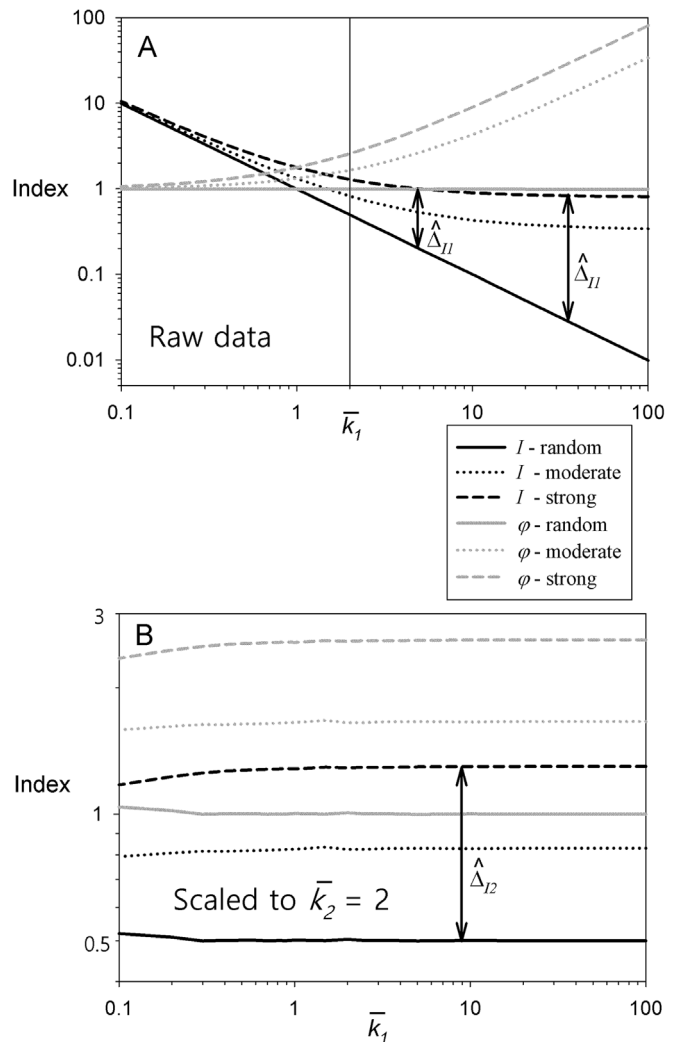 A
100
10
Index
1
0.1
0.01
Δ̂I1
Δ̂I1
Raw data
0.1
1
10
100
k̅1
I - random
I - moderate
I - strong
φ - random
φ - moderate
φ - strong
B
3
Index
1
0.5
Δ̂I2
Scaled to k̅2 = 2
0.1
1
10
100
k̅1